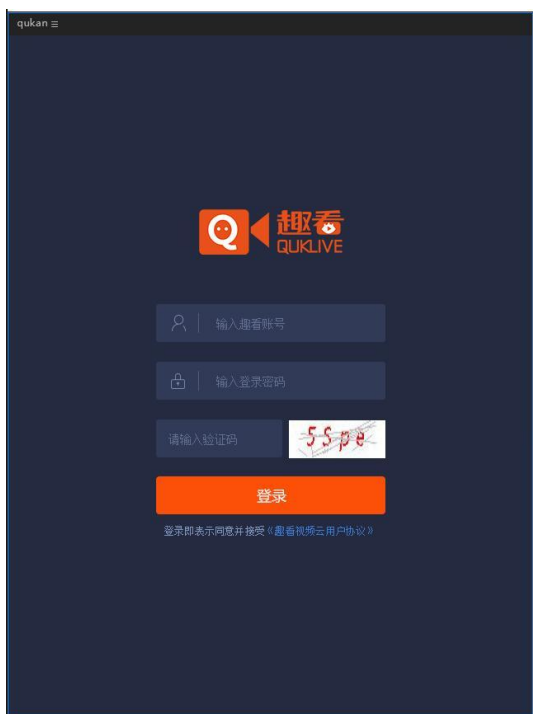 qukan
趣看
QUKLIVE
输入趣看账号
输入登录密码
请输入验证码
5Spe
登录
登录即表示同意并接受《趣看视频云用户协议》